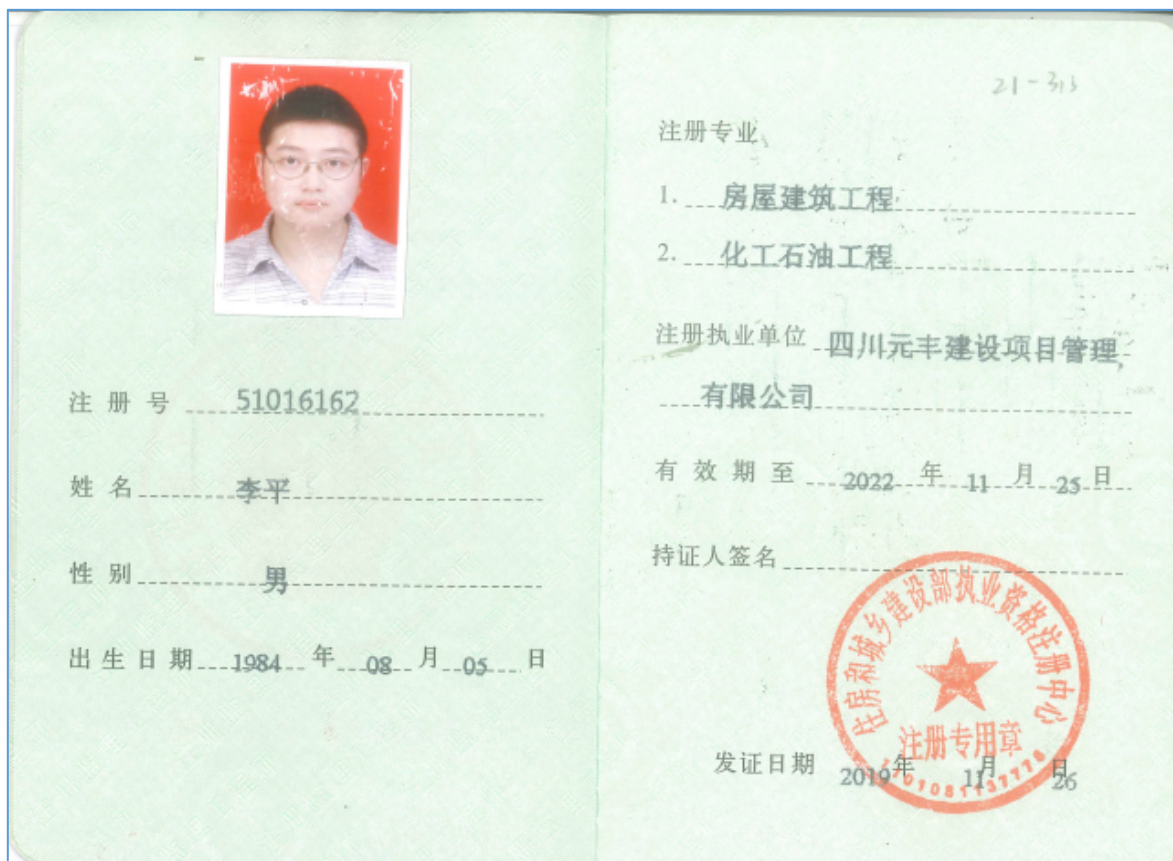 注册号 51016162
姓名 李平
性别 男
出生日期 1984 年 08 月 05 日
21-313
注册专业
1. 房屋建筑工程
2. 化工石油工程
注册执业单位 四川元丰建设项目管理
有限公司
有效期至 2022 年 11 月 25 日
持证人签名
住房和城乡建设部执业资格注册中心
注册专用章
发证日期 2019 年 11 月 26 日